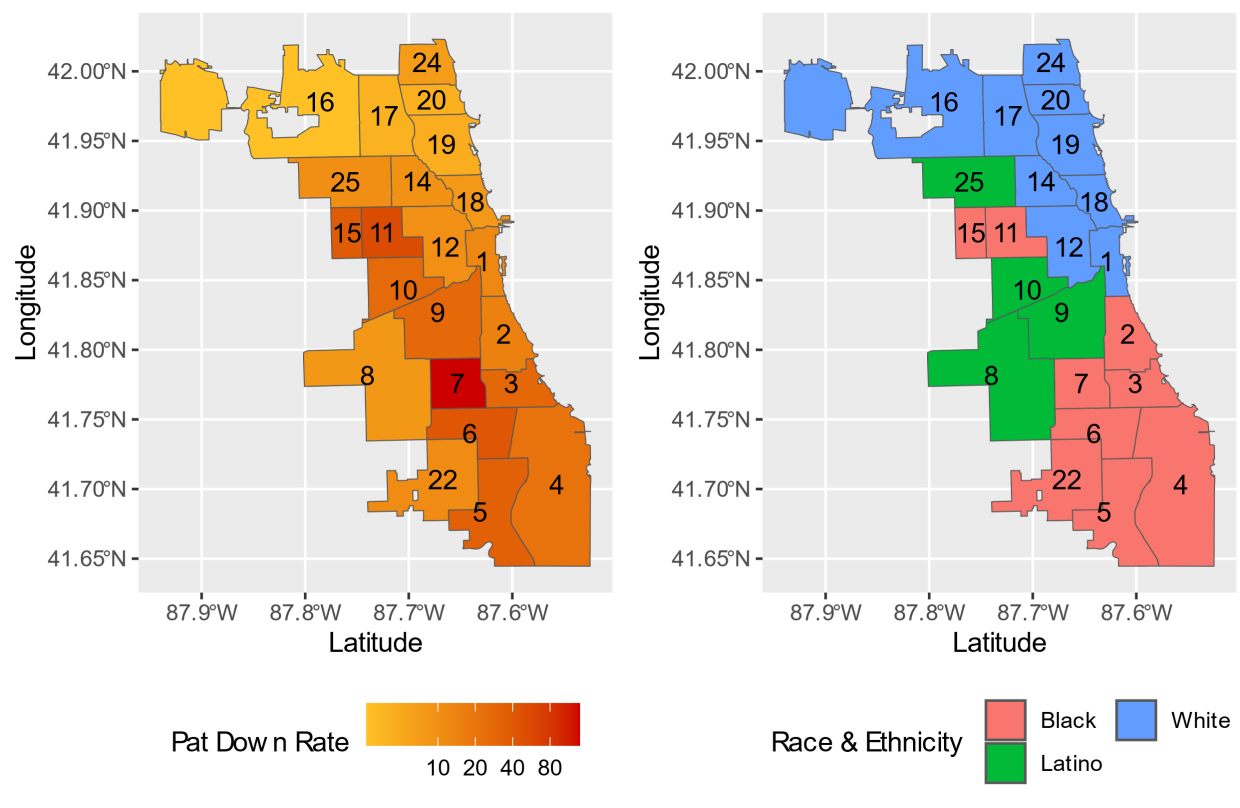 42.00°N
41.95°N
41.90°N
41.85°N
41.80°N
41.75°N
41.70°N
41.65°N
Longitude
24
16
20
17
19
25
14
18
15
11
12
1
10
9
2
8
7
3
6
22
4
5
87.9°W 87.8°W 87.7°W 87.6°W
Latitude
Pat Down Rate
10 20 40 80
42.00°N
41.95°N
41.90°N
41.85°N
41.80°N
41.75°N
41.70°N
41.65°N
Longitude
24
16
20
17
19
25
14
18
15
11
12
1
10
9
2
8
7
3
6
22
4
5
87.9°W 87.8°W 87.7°W 87.6°W
Latitude
Race & Ethnicity
Black
White
Latino